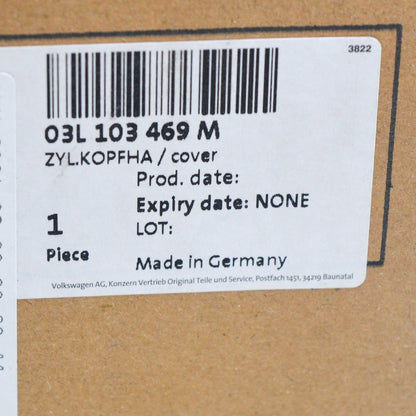 3822
03L 103 469 M
ZYL.KOPFHA / cover
Prod. date:
Expiry date: NONE
1
LOT:
Piece
Made in Germany
Volkswagen AG, Konzern Vertrieb Original Teile und Service, Postfach 1451, 34219 Baunatal